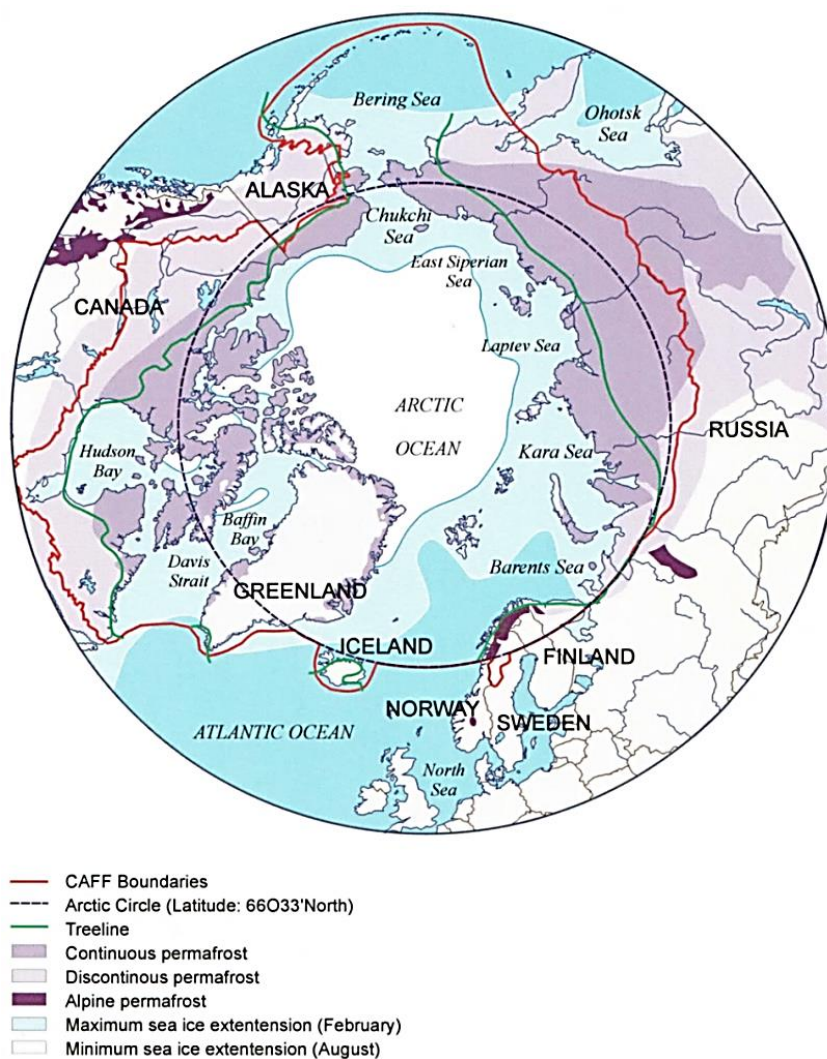 Bering Sea
Ohotsk
Sea
ALASKA
Chukchi
Sea
East Siperian
Sea
CANADA
Laptev Sea
ARCTIC
OCEAN
RUSSIA
Hudson
Bay
Kara Sea
Baffin
Bay
Davis
Strait
Barents Sea
GREENLAND
ICELAND
FINLAND
NORWAY
SWEDEN
ATLANTIC OCEAN
North
Sea
CAFF Boundaries
Arctic Circle (Latitude: 66O33'North)
Treeline
Continuous permafrost
Discontinous permafrost
Alpine permafrost
Maximum sea ice extentension (February)
Minimum sea ice extentension (August)